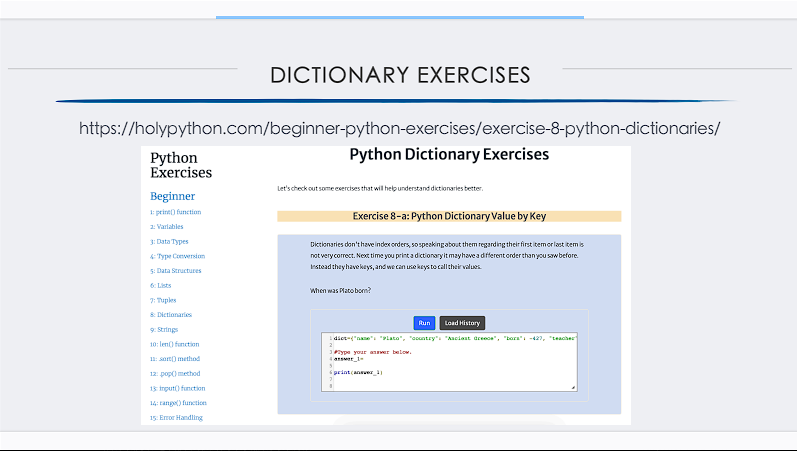 DICTIONARY EXERCISES
https://holypython.com/beginner-python-exercises/exercise-8-python-dictionaries/
Python
Exercises
Beginner
1: print() function
2: Variables
3: Data Types
4: Type Conversion
5: Data Structures
6: Lists
7: Tuples
8: Dictionaries
9: Strings
10: len() function
11: .sort() method
12: .pop() method
13: input() function
14: range() function
15: Error Handling
Python Dictionary Exercises
Let's check out some exercises that will help understand dictionaries better.
Exercise 8-a: Python Dictionary Value by Key
Dictionaries don't have index orders, so speaking about them regarding their first item or last item is
not very correct. Next time you print a dictionary it may have a different order than you saw before.
Instead they have keys, and we can use keys to call their values.
When was Plato born?
Run Load History
1 dict={"name": "Plato", "country": "Ancient Greece", "born": -427, "teacher"
2
3 #Type your answer below.
4 answer_1=
5
6 print(answer_1)
7
8